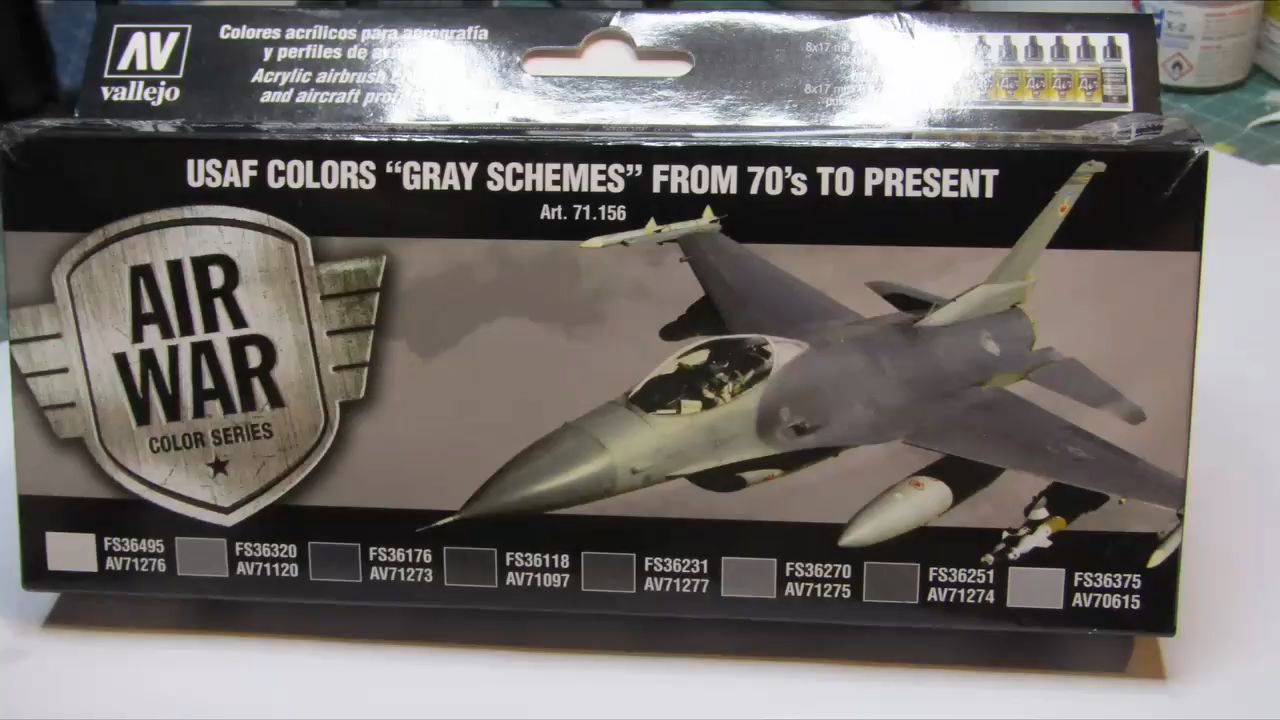 AV
vallejo
Colores acrílicos para aerografía
y perfiles de
Acrylic airbrush
and aircraft
8x17
8x17
USAF COLORS “GRAY SCHEMES” FROM 70’s TO PRESENT
Art. 71.156
AIR
WAR
COLOR SERIES
FS36495
AV71276
FS36320
AV71120
FS36176
AV71273
FS36118
AV71097
FS36231
AV71277
FS36270
AV71275
FS36251
AV71274
FS36375
AV70615